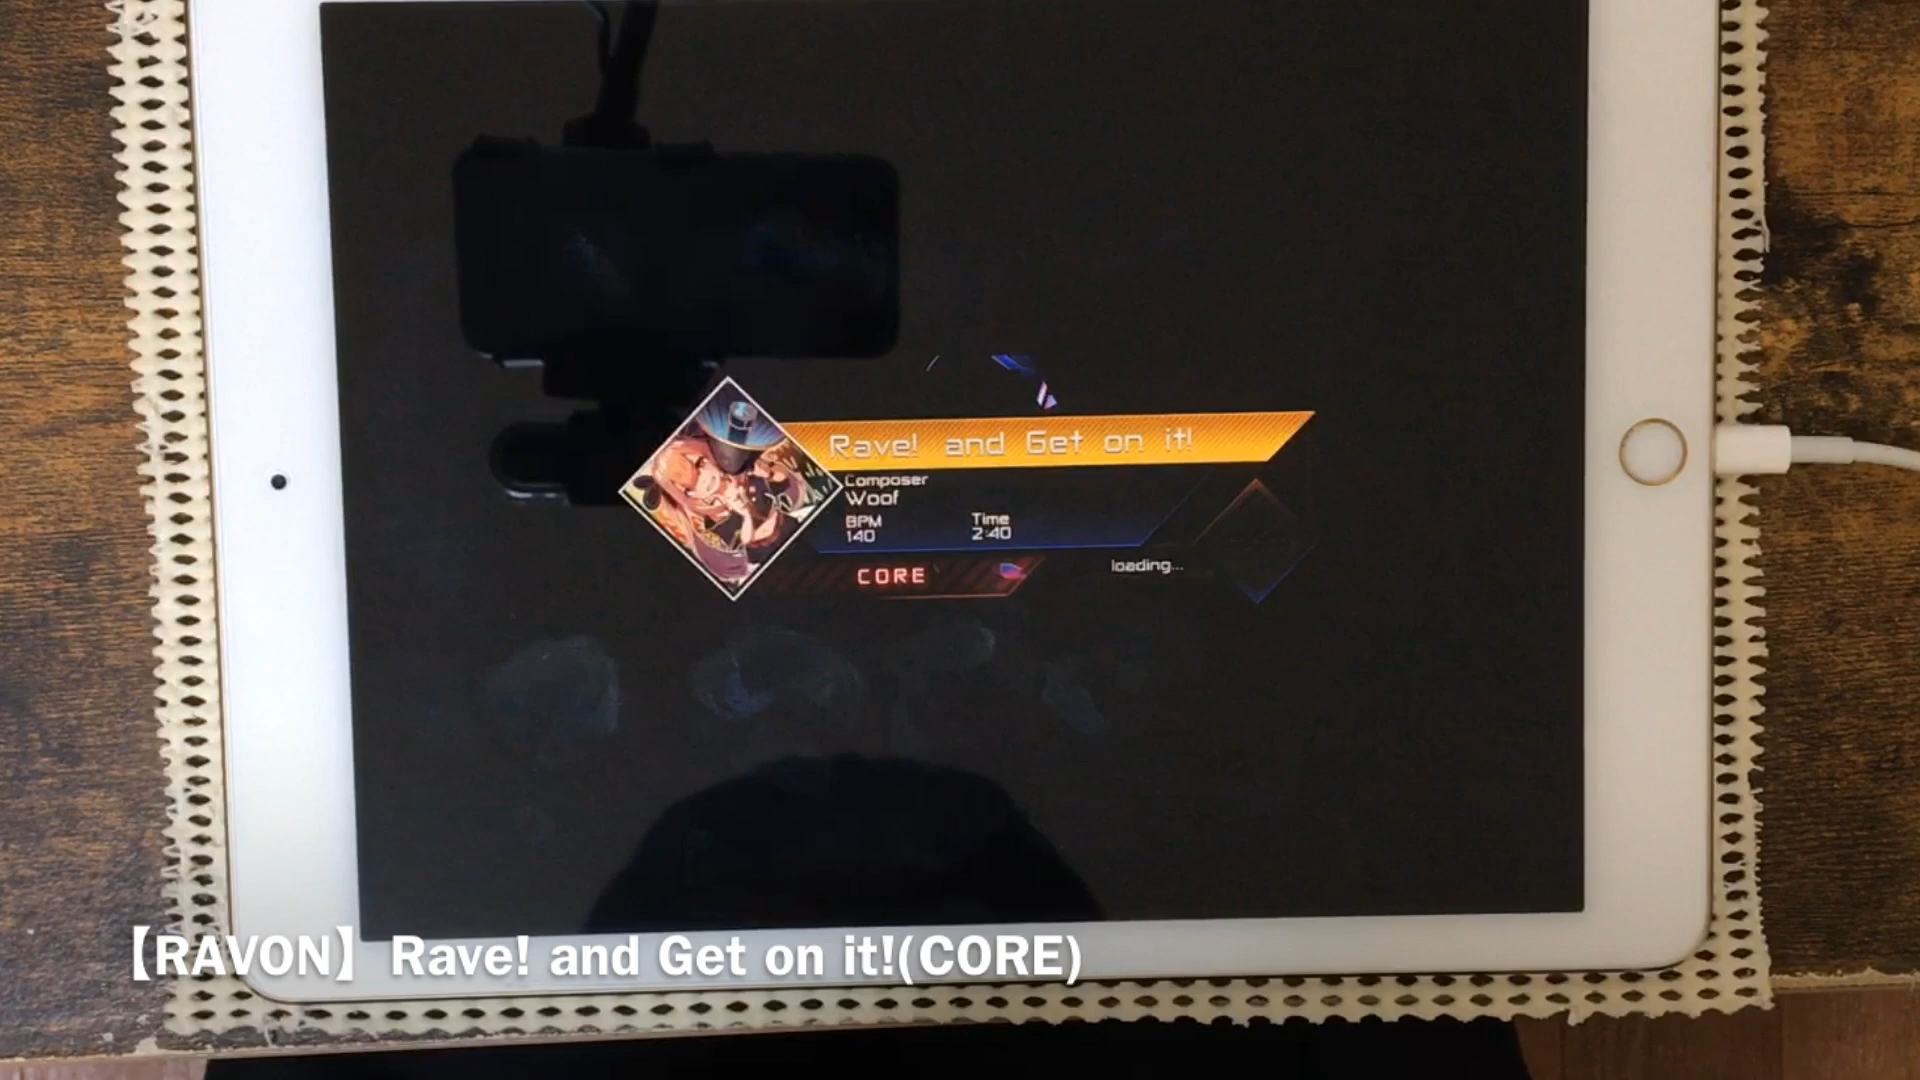 Rave! and Get on it!
Composer
Woof
BPM
140
Time
2:40
CORE
loading...
【RAVON】Rave! and Get on it!(CORE)